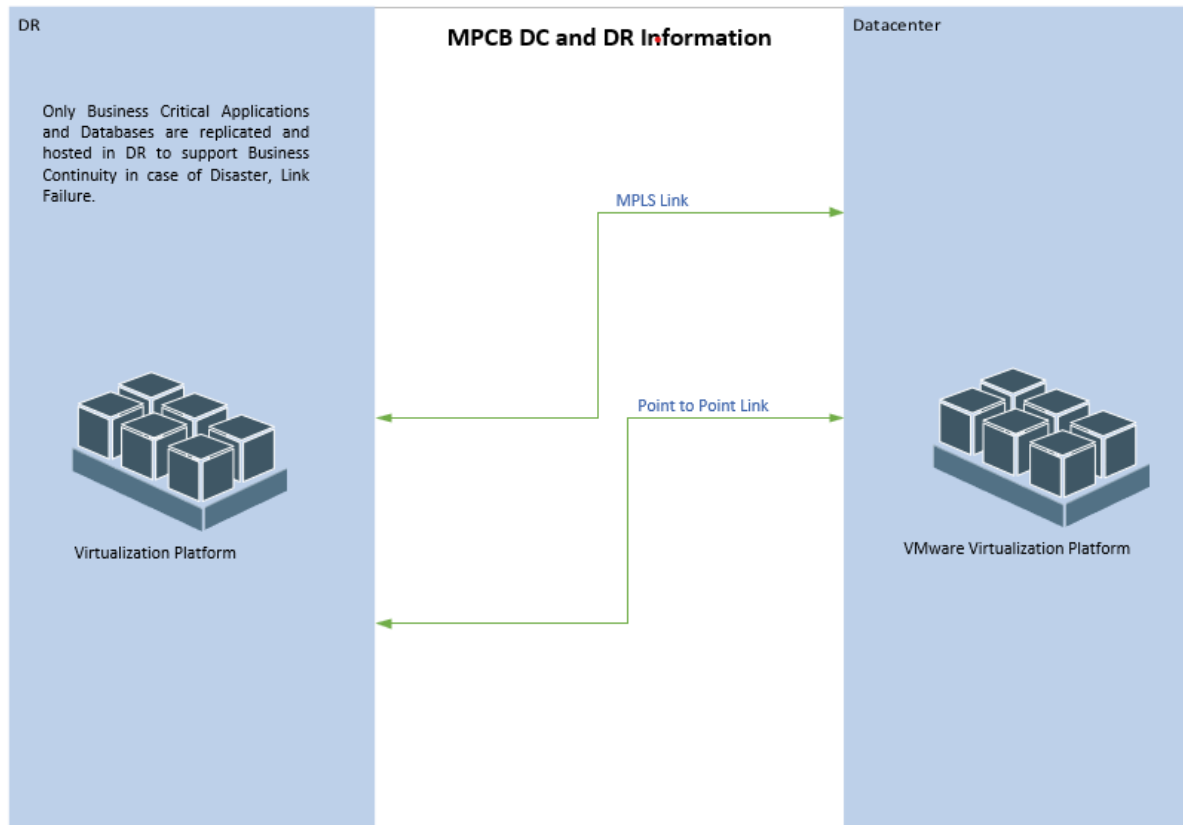 DR
MPCB DC and DR Information
Datacenter
Only Business Critical Applications
and Databases are replicated and
hosted in DR to support Business
Continuity in case of Disaster, Link
Failure.
MPLS Link
Point to Point Link
Virtualization Platform
VMware Virtualization Platform